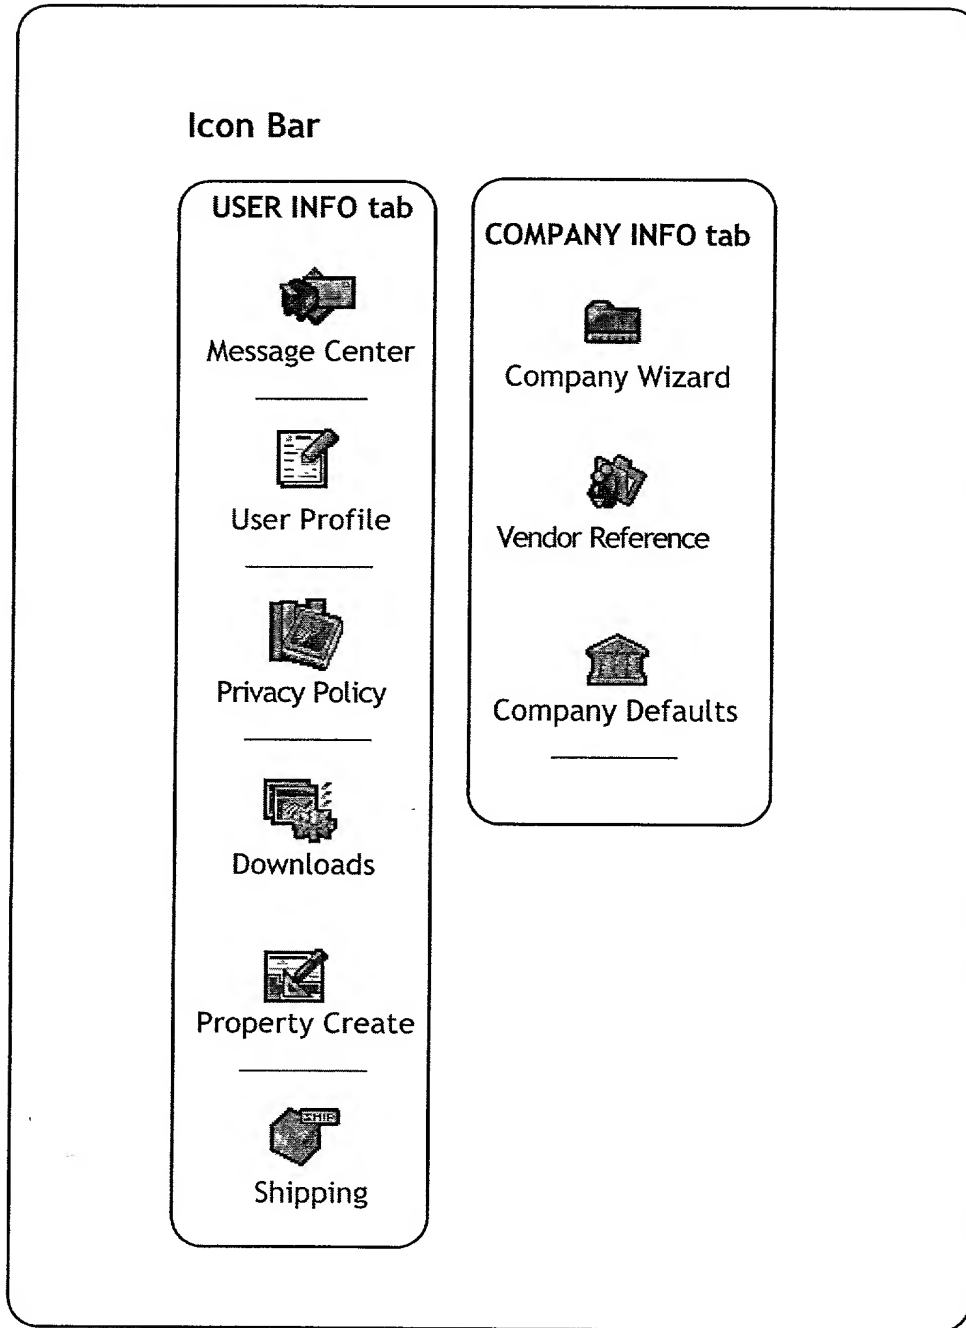 Icon Bar
USER INFO tab
Message Center
User Profile
Privacy Policy
Downloads
Property Create
SHIP
Shipping
COMPANY INFO tab
Company Wizard
Vendor Reference
Company Defaults